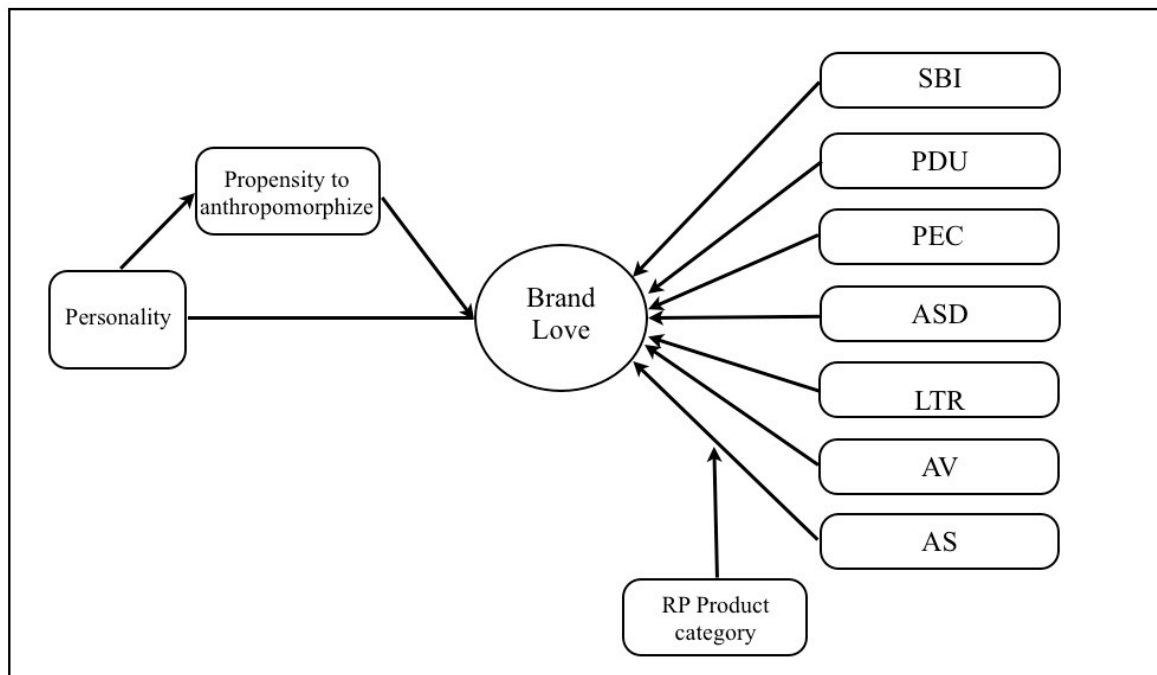 SBI
PDU
Propensity to
anthropomorphize
PEC
Personality
Brand
Love
ASD
LTR
AV
AS
RP Product
category